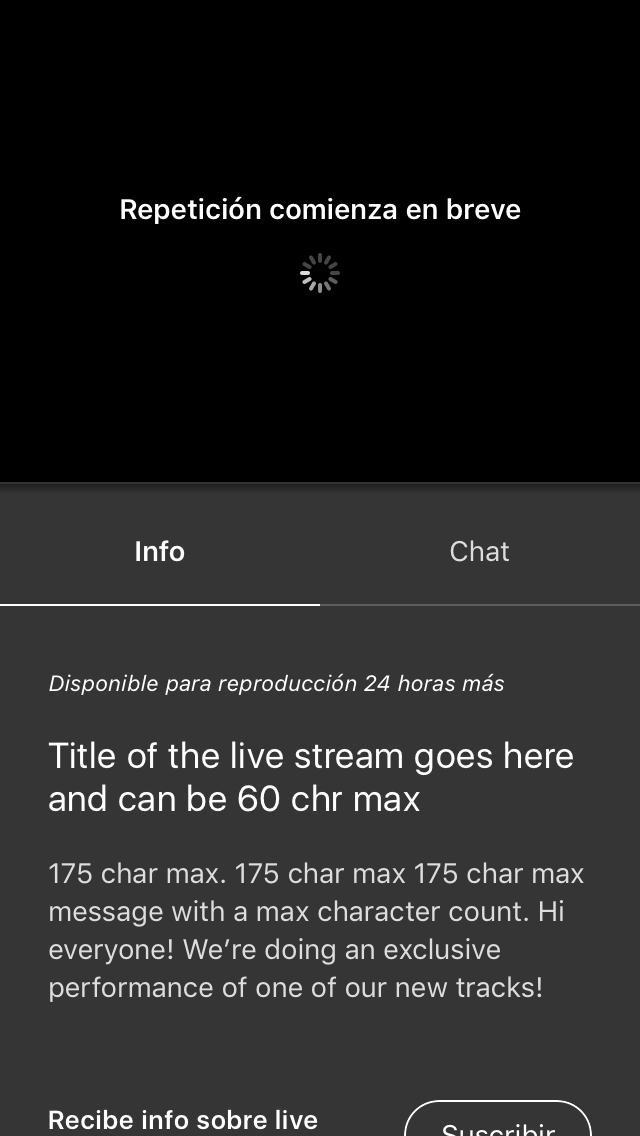 Repetición comienza en breve
Info
Chat
Disponible para reproducción 24 horas más
Title of the live stream goes here
and can be 60 chr max
175 char max. 175 char max 175 char max
message with a max character count. Hi
everyone! We’re doing an exclusive
performance of one of our new tracks!
Recibe info sobre live
Suscribir